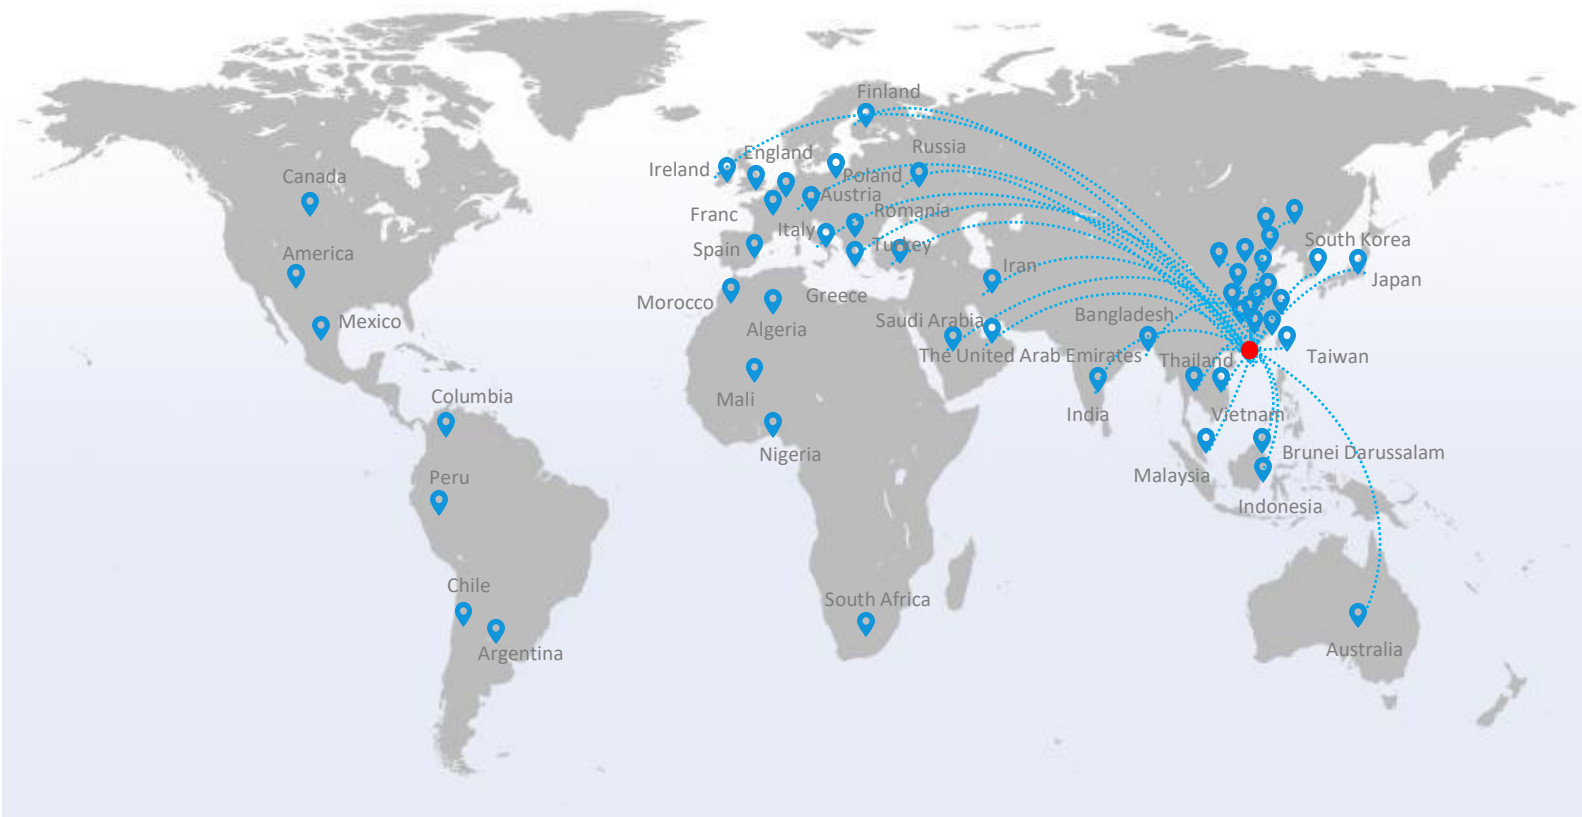 Finland
England
Russia
Ireland
Poland
Canada
Austria
Franc
Romania
Italy
South Korea
Spain
Turkey
America
Iran
Japan
Morocco
Greece
Algeria
Saudi Arabia
Bangladesh
Mexico
The United Arab Emirates
Thailand
Taiwan
Columbia
Mali
India
Vietnam
Nigeria
Brunei Darussalam
Peru
Malaysia
Indonesia
Chile
South Africa
Argentina
Australia